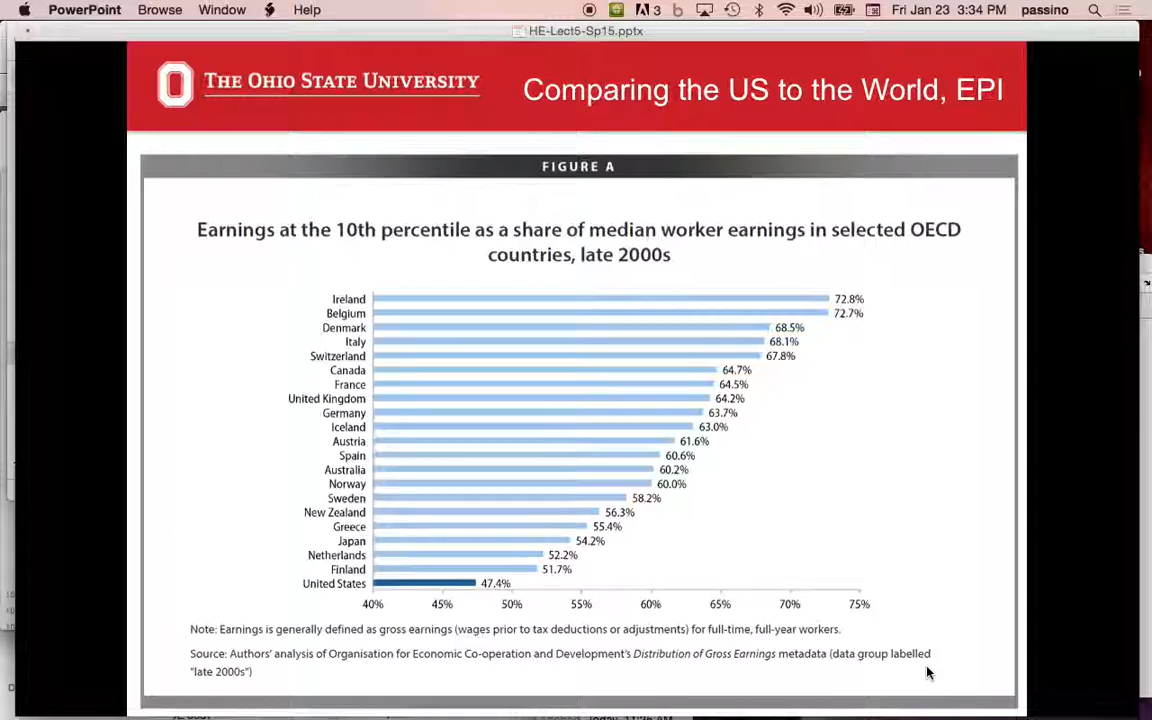 PowerPoint Browse Window Help 3 Fri Jan 23 3:34 PM passino
HE-Lect5-Sp15.pptx
THE OHIO STATE UNIVERSITY
Comparing the US to the World, EPI
FIGURE A
Earnings at the 10th percentile as a share of median worker earnings in selected OECD
countries, late 2000s
Ireland 72.8%
Belgium 72.7%
Denmark 68.5%
Italy 68.1%
Switzerland 67.8%
Canada 64.7%
France 64.5%
United Kingdom 64.2%
Germany 63.7%
Iceland 63.0%
Austria 61.6%
Spain 60.6%
Australia 60.2%
Norway 60.0%
Sweden 58.2%
New Zealand 56.3%
Greece 55.4%
Japan 54.2%
Netherlands 52.2%
Finland 51.7%
United States 47.4%
40% 45% 50% 55% 60% 65% 70% 75%
Note: Earnings is generally defined as gross earnings (wages prior to tax deductions or adjustments) for full-time, full-year workers.
Source: Authors' analysis of Organisation for Economic Co-operation and Development's Distribution of Gross Earnings metadata (data group labelled
"late 2000s")